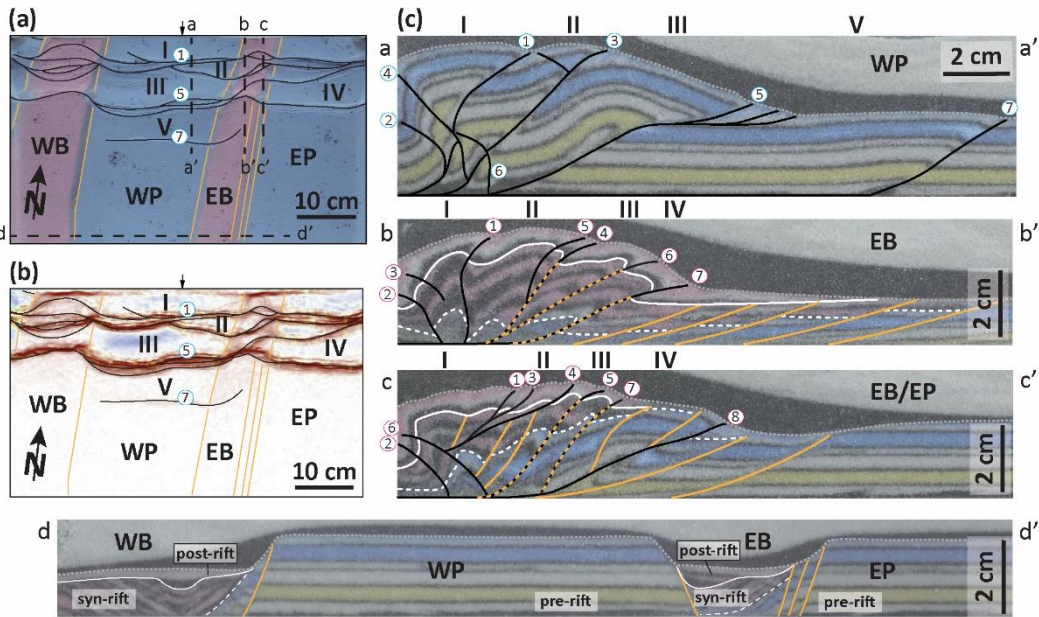 (a)
a b c
I
①
II
III
⑤
IV
V
⑦
WB
a' b' c'
WP
EB
EP
N
10 cm
d d'
(b)
I
①
II
III
⑤
IV
V
⑦
WB
WP
EB
EP
N
10 cm
(c)
I II III V
a a'
① ③
④
②
⑤
⑥
⑦
WP
2 cm
I II III IV
b b'
①
⑤
④
③
②
⑥
⑦
EB
2 cm
I II III IV
c c'
① ③ ④ ⑤ ⑦
⑥
②
⑧
EB/EP
2 cm
d d'
WB
post-rift
syn-rift
WP
pre-rift
EB
post-rift
syn-rift
EP
pre-rift
2 cm